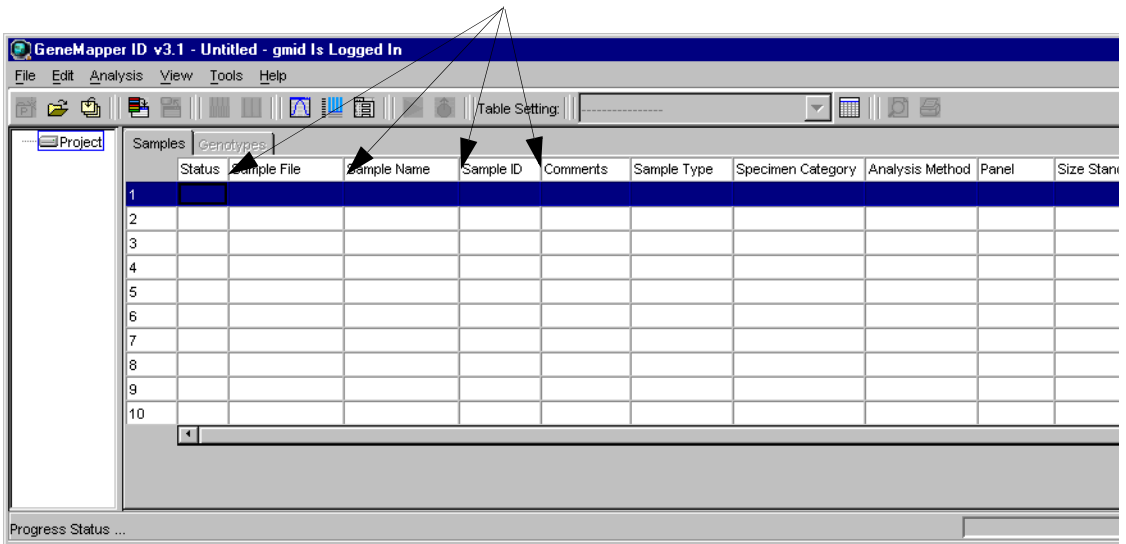 GeneMapper ID v3.1 - Untitled - gmid Is Logged In
File Edit Analysis View Tools Help
Table Setting: ----------------
Project
Samples Genotypes
Status Sample File Sample Name Sample ID Comments Sample Type Specimen Category Analysis Method Panel Size Stan
1
2
3
4
5
6
7
8
9
10
Progress Status ...